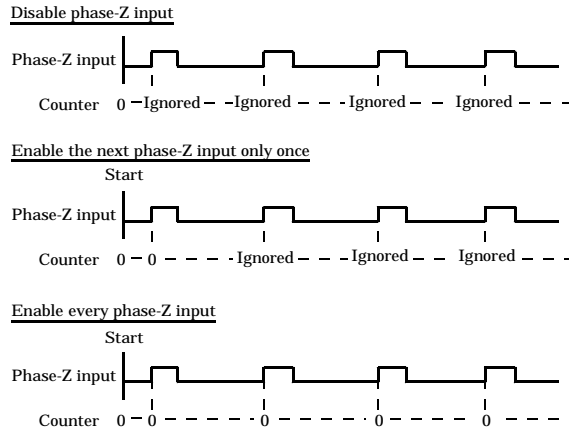 Disable phase-Z input
Phase-Z input
Counter 0 Ignored Ignored Ignored Ignored
Enable the next phase-Z input only once
Start
Phase-Z input
Counter 0 0 Ignored Ignored Ignored
Enable every phase-Z input
Start
Phase-Z input
Counter 0 0 0 0 0